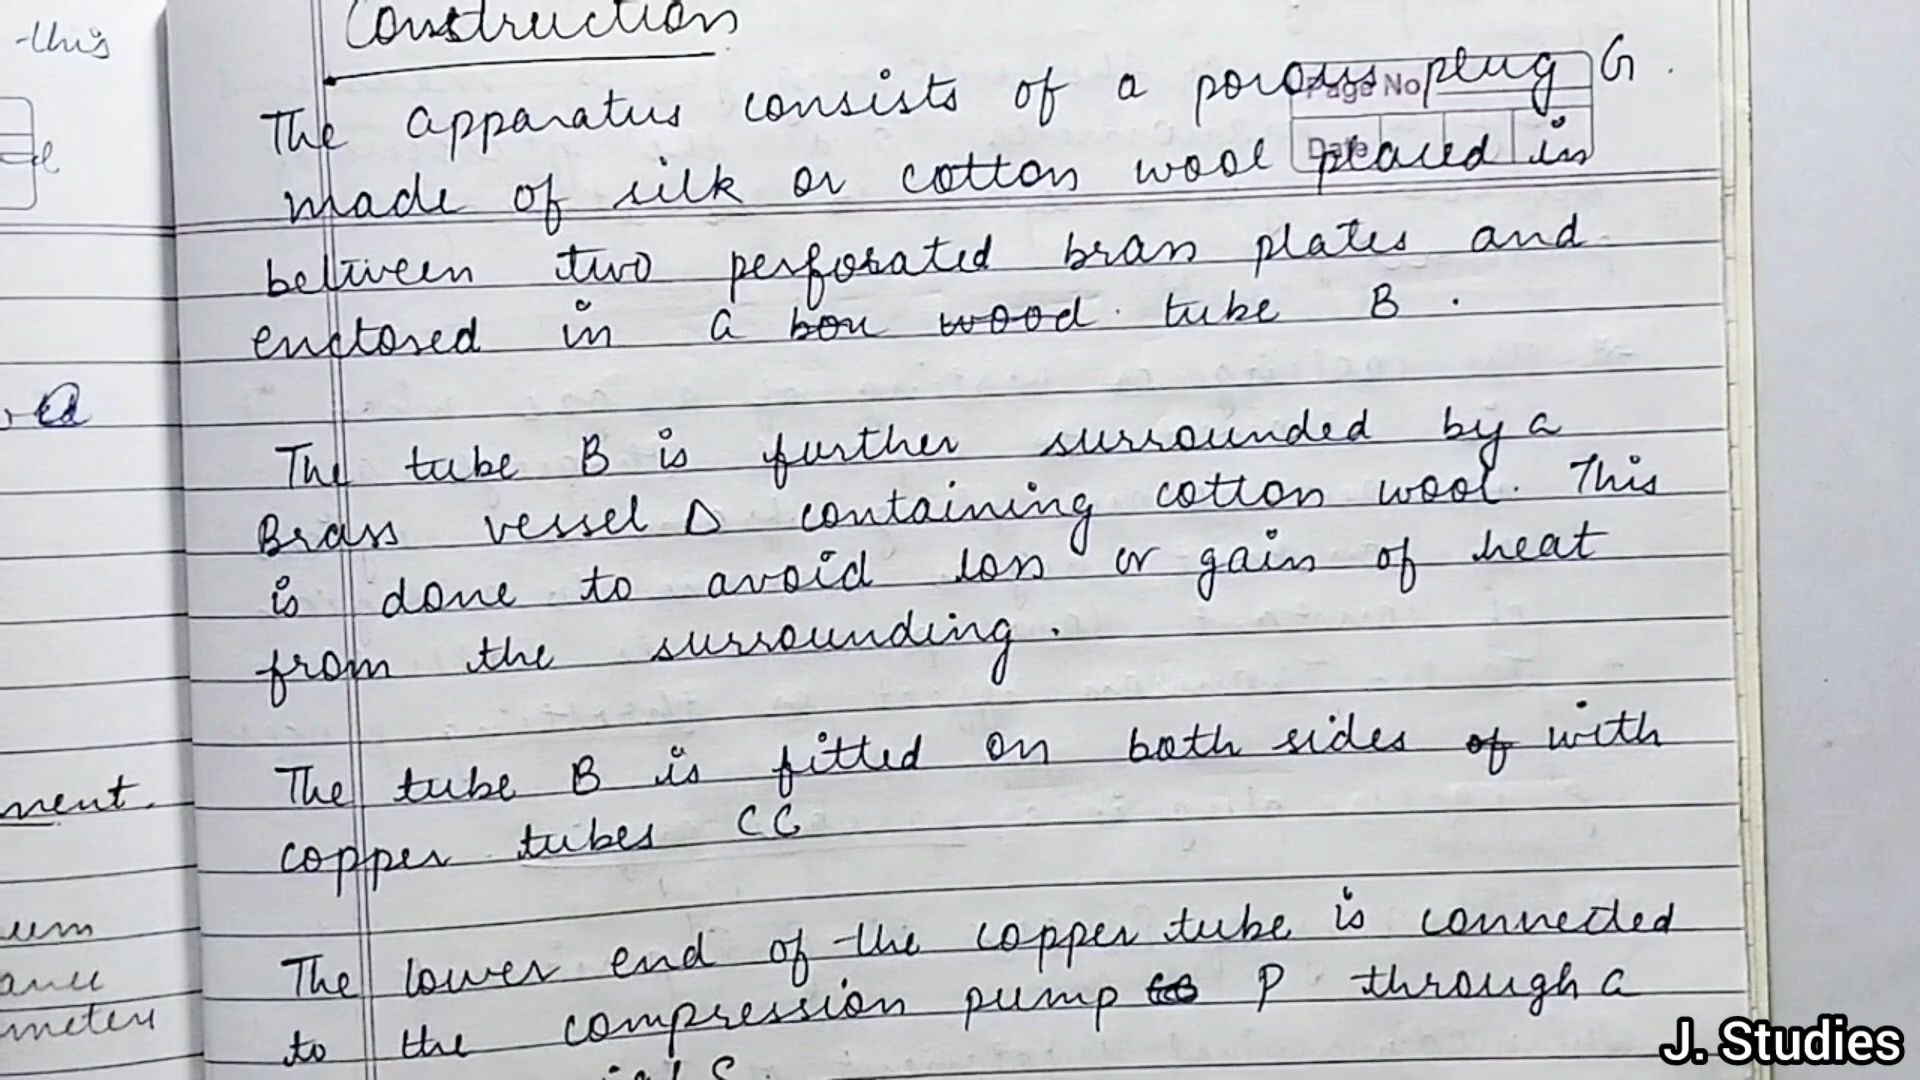 Construction
The apparatus consists of a porous plug G.
made of silk or cotton wool placed in
between two perforated brass plates and
enclosed in a box wood tube B.
The tube B is further surrounded by a
Brass vessel D containing cotton wool. This
is done to avoid loss or gain of heat
from the surrounding.
The tube B is fitted on both sides of with
copper tubes CC
The lower end of the copper tube is connected
to the compression pump P through a
Page No
Date
-this
ment.
meters
J. Studies